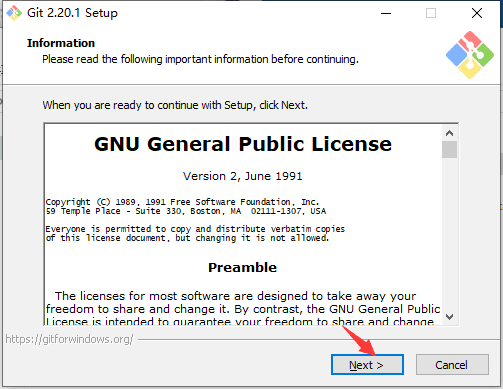 Git 2.20.1 Setup
Information
Please read the following important information before continuing.
When you are ready to continue with Setup, click Next.
GNU General Public License
Version 2, June 1991
Copyright (C) 1989, 1991 Free Software Foundation, Inc.
59 Temple Place - Suite 330, Boston, MA  02111-1307, USA
Everyone is permitted to copy and distribute verbatim copies
of this license document, but changing it is not allowed.
Preamble
The licenses for most software are designed to take away your
freedom to share and change it. By contrast, the GNU General Public
License is intended to guarantee your freedom to share and change
https://gitforwindows.org/
Next >
Cancel